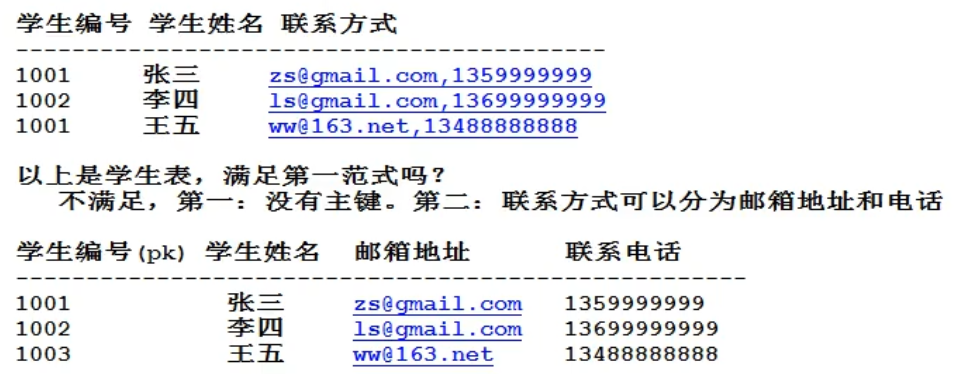 学生编号 学生姓名 联系方式
------------------------------------------
1001 张三 zs@gmail.com,1359999999
1002 李四 ls@gmail.com,13699999999
1001 王五 ww@163.net,13488888888
以上是学生表，满足第一范式吗？
不满足，第一：没有主键。第二：联系方式可以分为邮箱地址和电话
学生编号(pk) 学生姓名 邮箱地址 联系电话
----------------------------------------------------
1001 张三 zs@gmail.com 1359999999
1002 李四 ls@gmail.com 13699999999
1003 王五 ww@163.net 13488888888